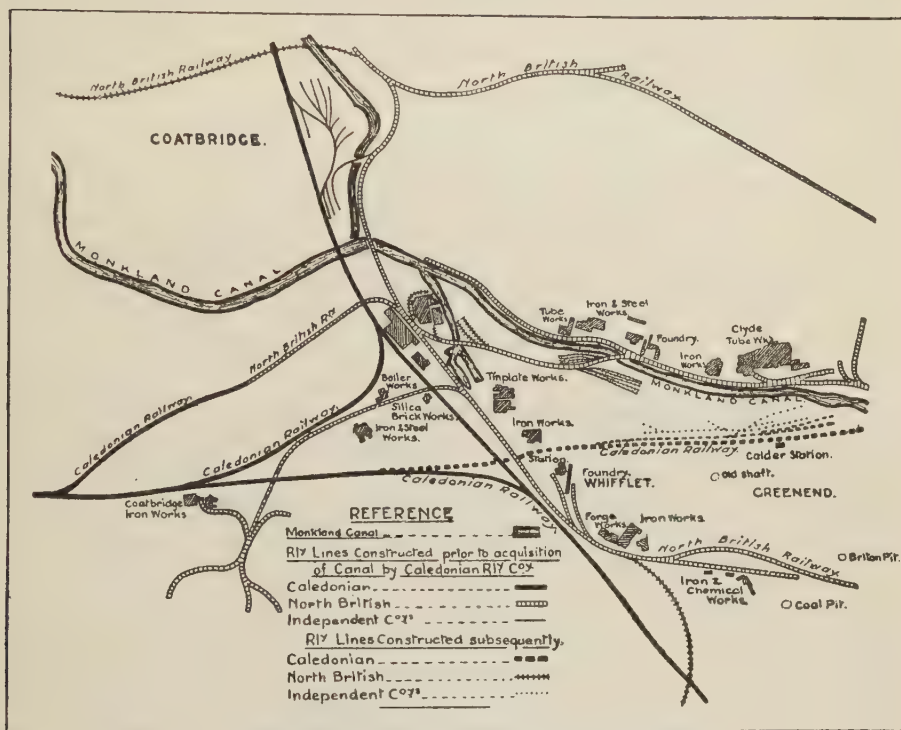 North British Railway
North British Railway
COATBRIDGE.
MONKLAND CANAL
North British Rly
Tube Works
Iron & Steel Works.
Foundry.
Iron Works
Clyde Tube Wks
MONKLAND CANAL
Caledonian Railway.
Caledonian Railway.
Boiler Works
Silica Brick Works.
Iron & Steel Works.
Tinplate Works.
Iron Works.
Caledonian Railway.
Calder Station.
Old shaft.
GREENEND.
Station.
Foundry.
WHIFFLET.
Caledonian Railway.
Coatbridge Iron Works
Forge Works
Iron Works.
North British Railway
Briton Pit.
Iron & Chemical Works.
Coal Pit.
REFERENCE
Monkland Canal
Rly Lines Constructed prior to acquisition
of Canal by Caledonian Rly Coy
Caledonian
North British
Independent Coys
Rly Lines Constructed subsequently.
Caledonian
North British
Independent Coys